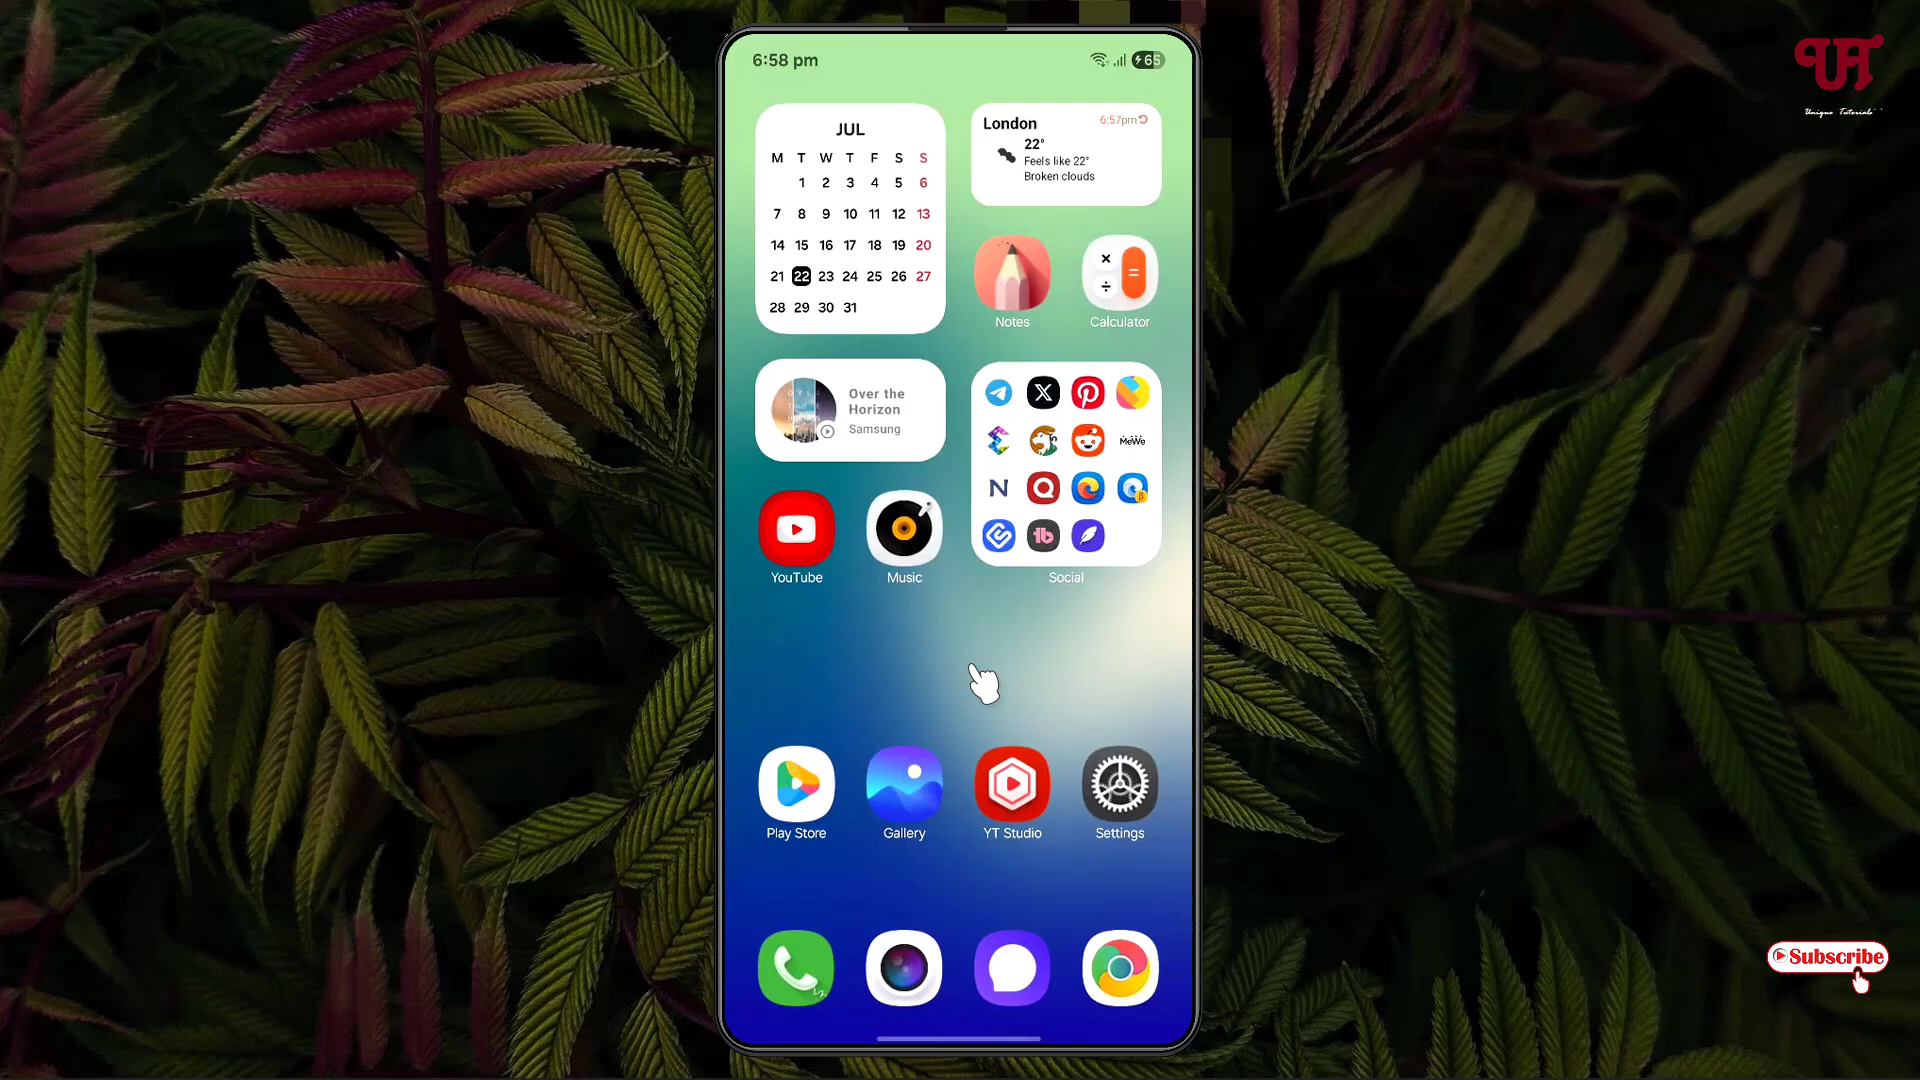 6:58 pm
65
JUL
M T W T F S S
1 2 3 4 5 6
7 8 9 10 11 12 13
14 15 16 17 18 19 20
21 22 23 24 25 26 27
28 29 30 31
London
6:57pm
22°
Feels like 22°
Broken clouds
Notes
Calculator
Over the
Horizon
Samsung
MeWe
YouTube
Music
Social
Play Store
Gallery
YT Studio
Settings
UT
Unique Tutorials
Subscribe